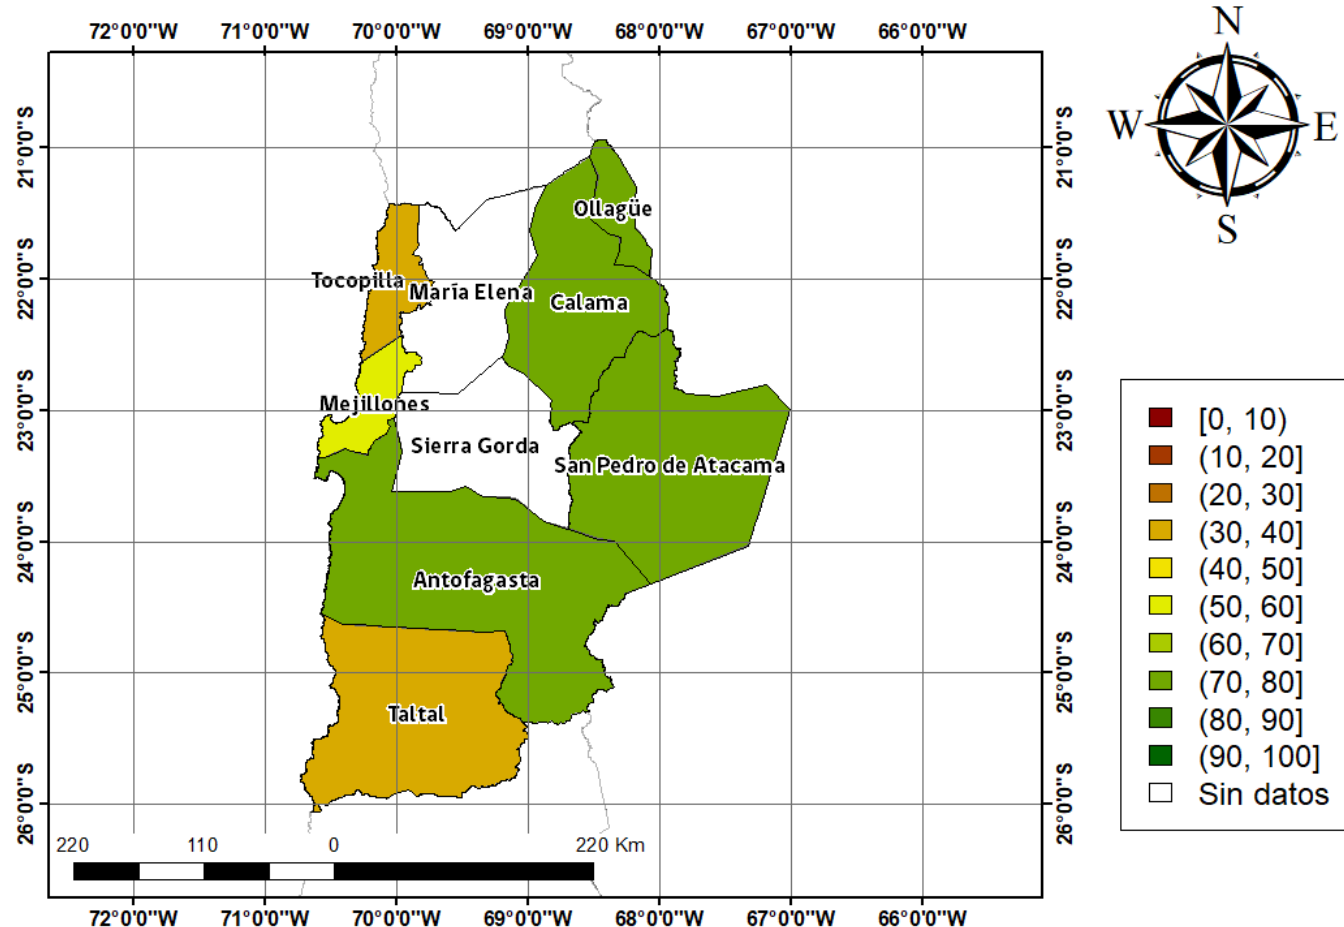 72°0'0"W 71°0'0"W 70°0'0"W 69°0'0"W 68°0'0"W 67°0'0"W 66°0'0"W
N
W E
S
21°0'0"S 21°0'0"S
Ollagüe
Tocopilla
María Elena
Calama
22°0'0"S 22°0'0"S
Mejillones
23°0'0"S 23°0'0"S
Sierra Gorda
San Pedro de Atacama
24°0'0"S 24°0'0"S
Antofagasta
25°0'0"S 25°0'0"S
Taltal
26°0'0"S 26°0'0"S
[0, 10)
(10, 20]
(20, 30]
(30, 40]
(40, 50]
(50, 60]
(60, 70]
(70, 80]
(80, 90]
(90, 100]
Sin datos
220 110 0 220 Km
72°0'0"W 71°0'0"W 70°0'0"W 69°0'0"W 68°0'0"W 67°0'0"W 66°0'0"W